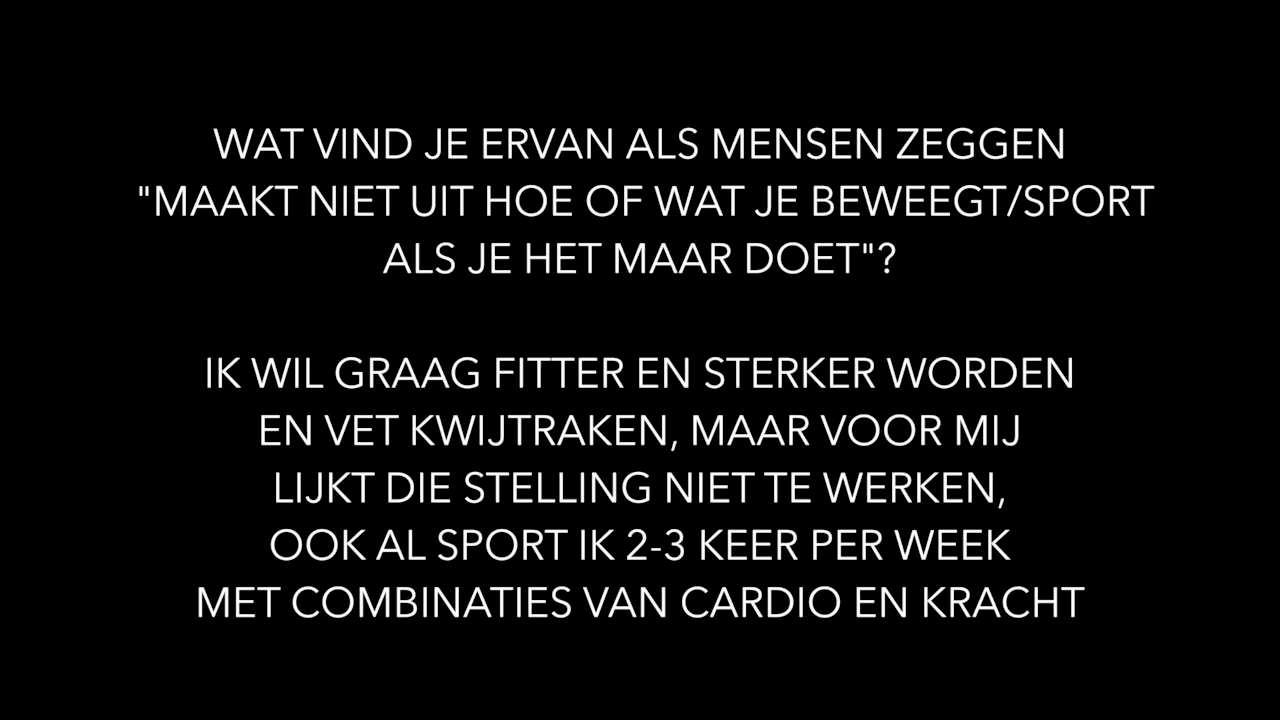 WAT VIND JE ERVAN ALS MENSEN ZEGGEN
"MAAKT NIET UIT HOE OF WAT JE BEWEEGT/SPORT
ALS JE HET MAAR DOET"?
IK WIL GRAAG FITTER EN STERKER WORDEN
EN VET KWIJTRAKEN, MAAR VOOR MIJ
LIJKT DIE STELLING NIET TE WERKEN,
OOK AL SPORT IK 2-3 KEER PER WEEK
MET COMBINATIES VAN CARDIO EN KRACHT